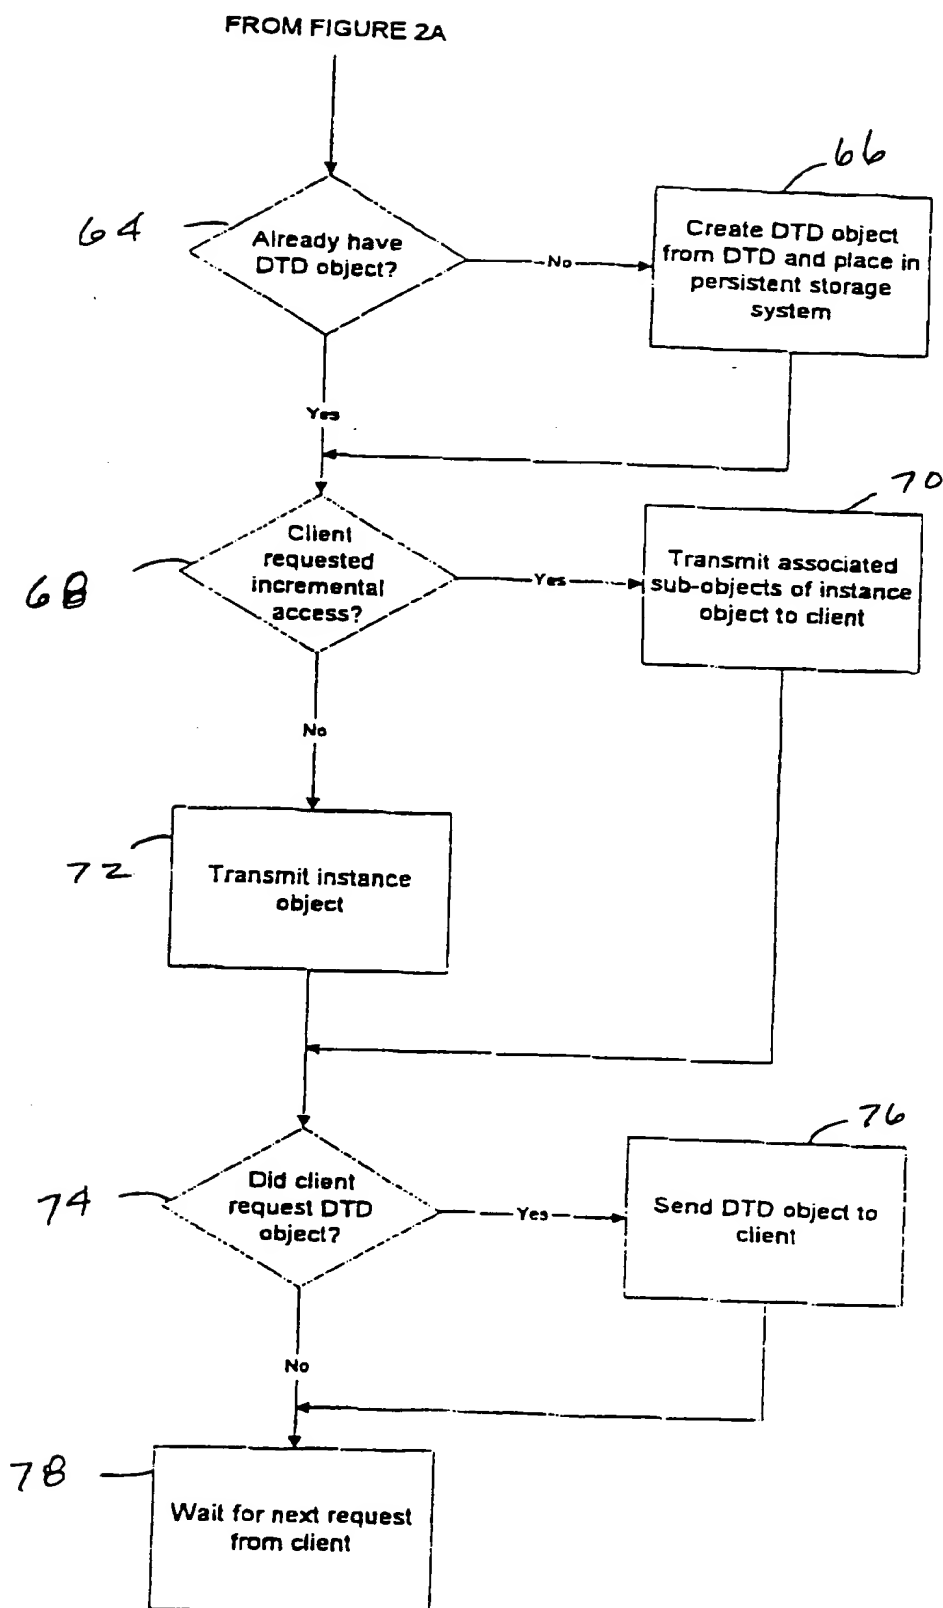 FROM FIGURE 2A
66
64
Already have
DTD object?
No
Create DTD object
from DTD and place in
persistent storage
system
Yes
70
68
Client
requested
incremental
access?
Yes
Transmit associated
sub-objects of instance
object to client
No
72
Transmit instance
object
76
74
Did client
request DTD
object?
Yes
Send DTD object to
client
No
78
Wait for next request
from client